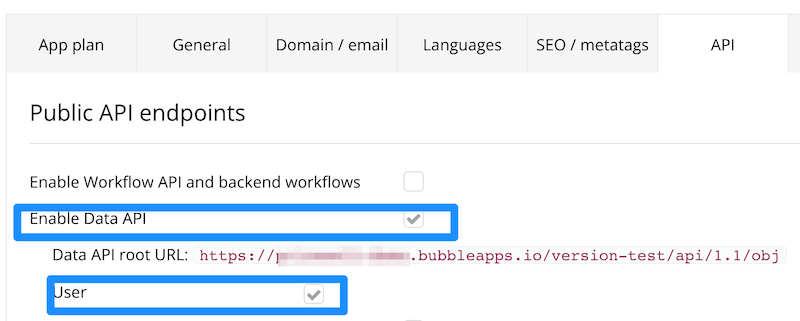 App plan General Domain / email Languages SEO / metatags API
Public API endpoints
Enable Workflow API and backend workflows
Enable Data API
Data API root URL: https:// .bubbleapps.io/version-test/api/1.1/obj
User